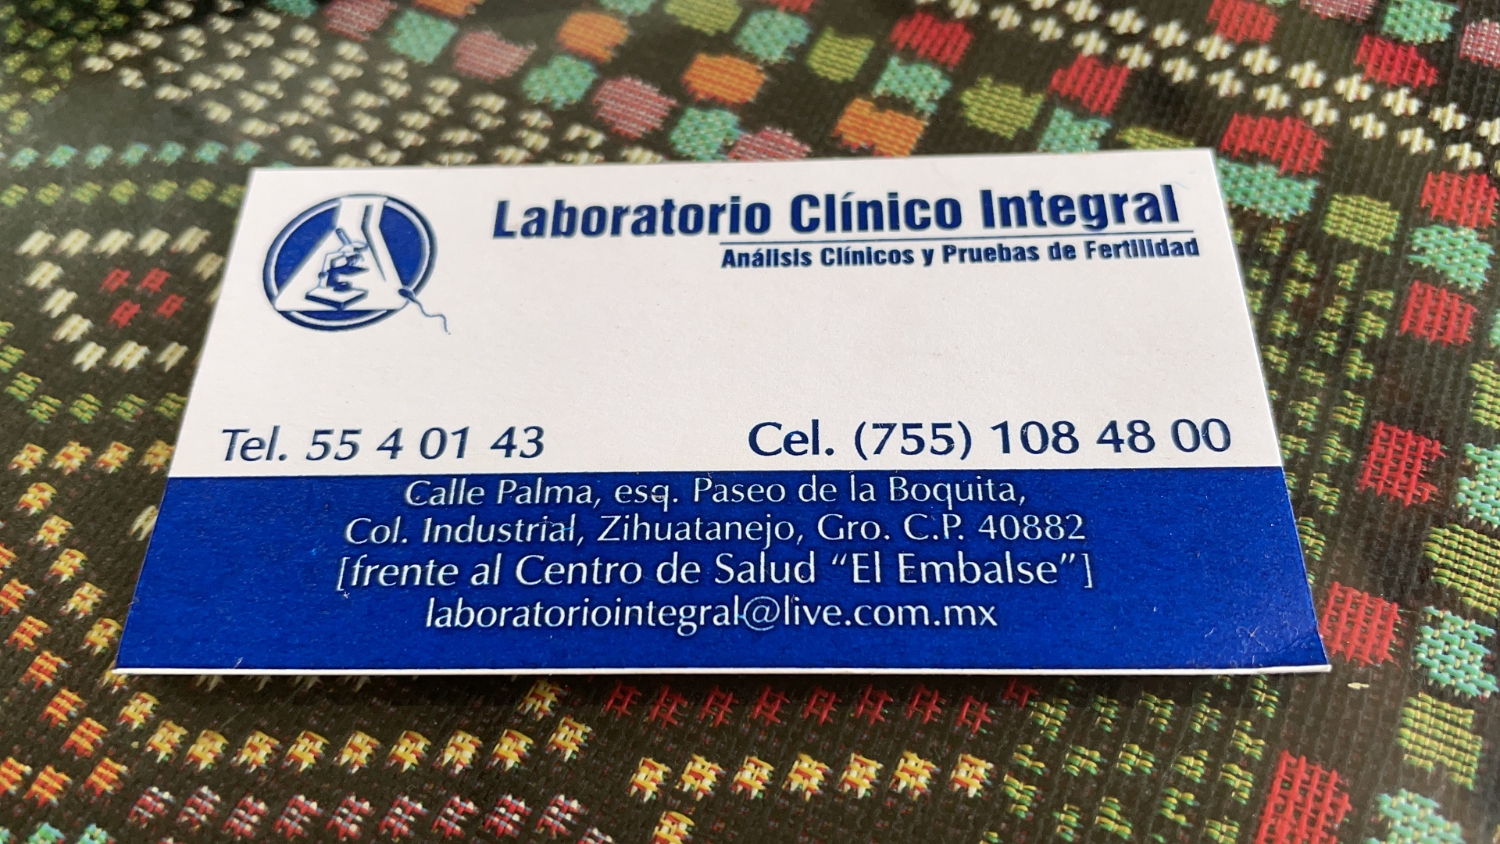 Laboratorio Clínico Integral
Análisis Clínicos y Pruebas de Fertilidad
Tel. 55 4 01 43
Cel. (755) 108 48 00
Calle Palma, esq. Paseo de la Boquita,
Col. Industrial, Zihuatanejo, Gro. C.P. 40882
[frente al Centro de Salud “El Embalse”]
laboratoriointegral@live.com.mx